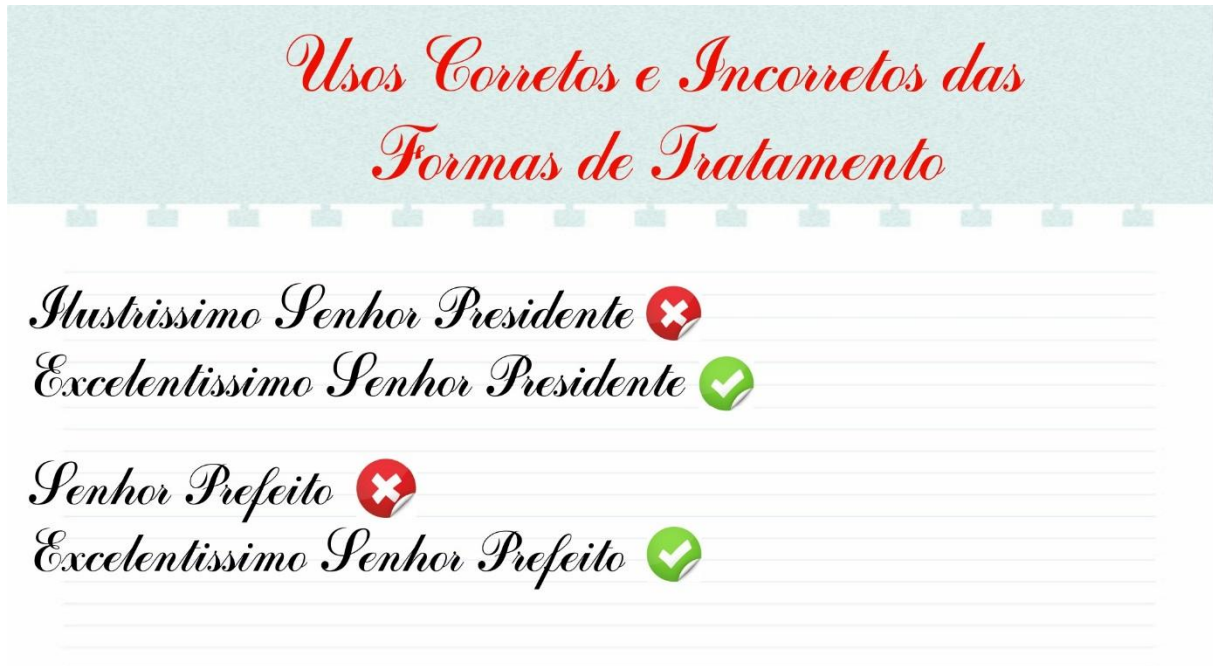 Usos Corretos e Incorretos das
Formas de Tratamento
Ilustrissimo Senhor Presidente
Excelentissimo Senhor Presidente
Senhor Prefeito
Excelentissimo Senhor Prefeito